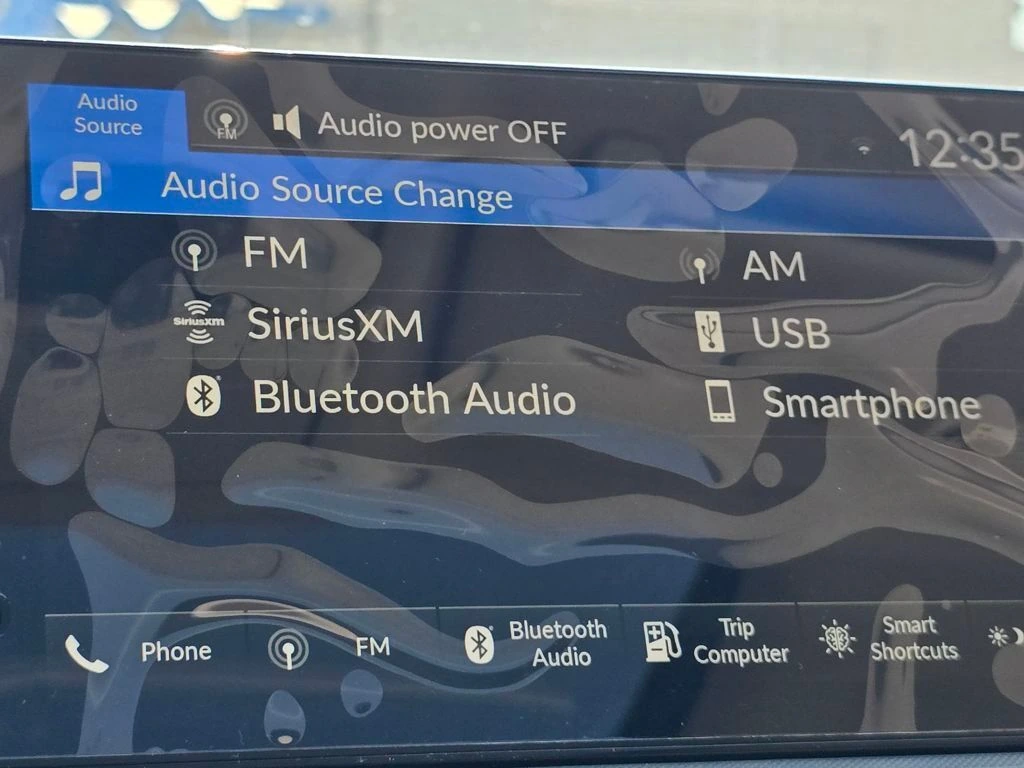 Audio
Source
FM
Audio power OFF
12:35
Audio Source Change
FM
AM
SiriusXM
SiriusXM
USB
Bluetooth Audio
Smartphone
Phone
FM
Bluetooth
Audio
Trip
Computer
Smart
Shortcuts